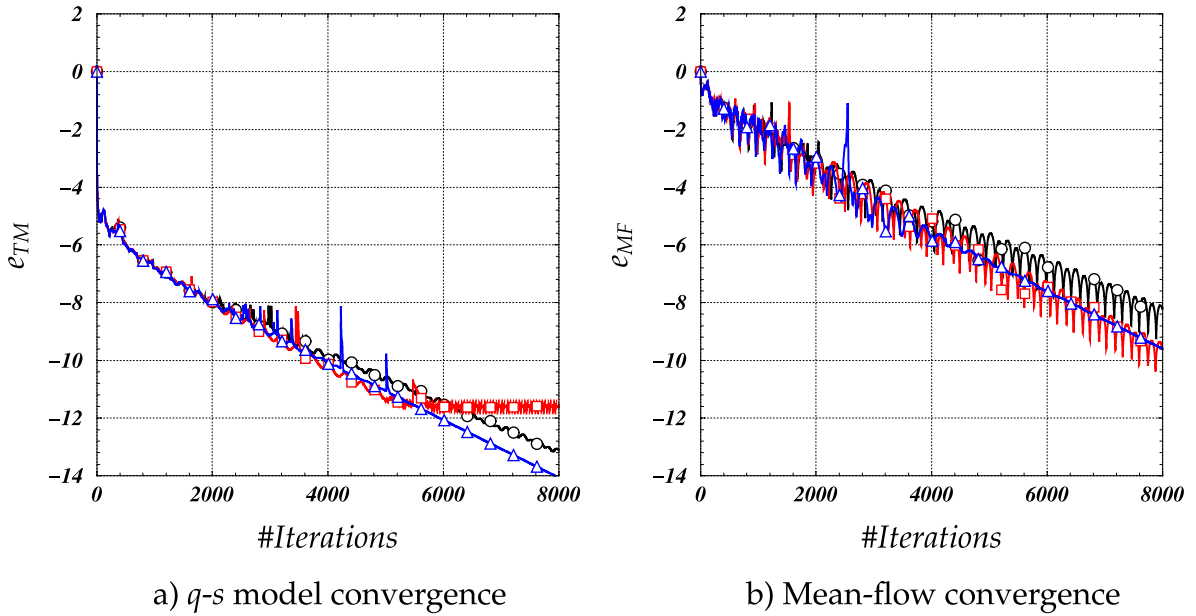 2
0
−2
−4
−6
−8
−10
−12
−14
e_TM
0 2000 4000 6000 8000
#Iterations
a) q-s model convergence
2
0
−2
−4
−6
−8
−10
−12
−14
e_MF
0 2000 4000 6000 8000
#Iterations
b) Mean-flow convergence